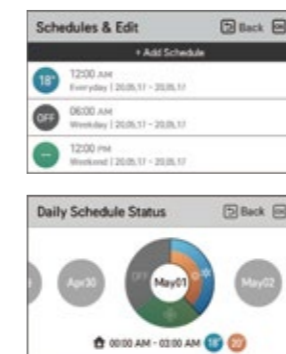 Schedules & Edit Back OK
+ Add Schedule
18° 12:00 AM
Everyday | 20.05.17 ~ 20.05.17
OFF 06:00 AM
Weekday | 20.05.17 ~ 20.05.17
-- 12:00 PM
Weekend | 20.05.17 ~ 20.05.17
Daily Schedule Status Back
Apr30 OFF May01 May02
00:00 AM - 03:00 AM 18° 20°